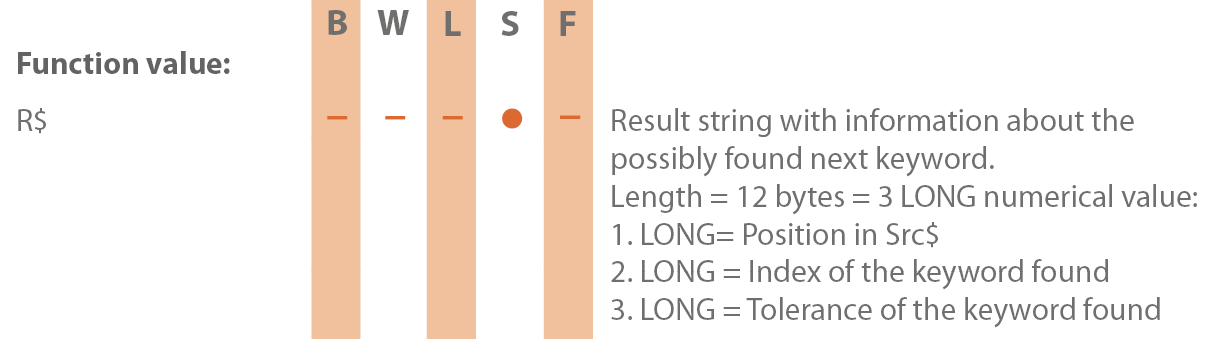 B W L S F
Function value:
R$ – – – ● – Result string with information about the
possibly found next keyword.
Length = 12 bytes = 3 LONG numerical value:
1. LONG= Position in Src$
2. LONG = Index of the keyword found
3. LONG = Tolerance of the keyword found